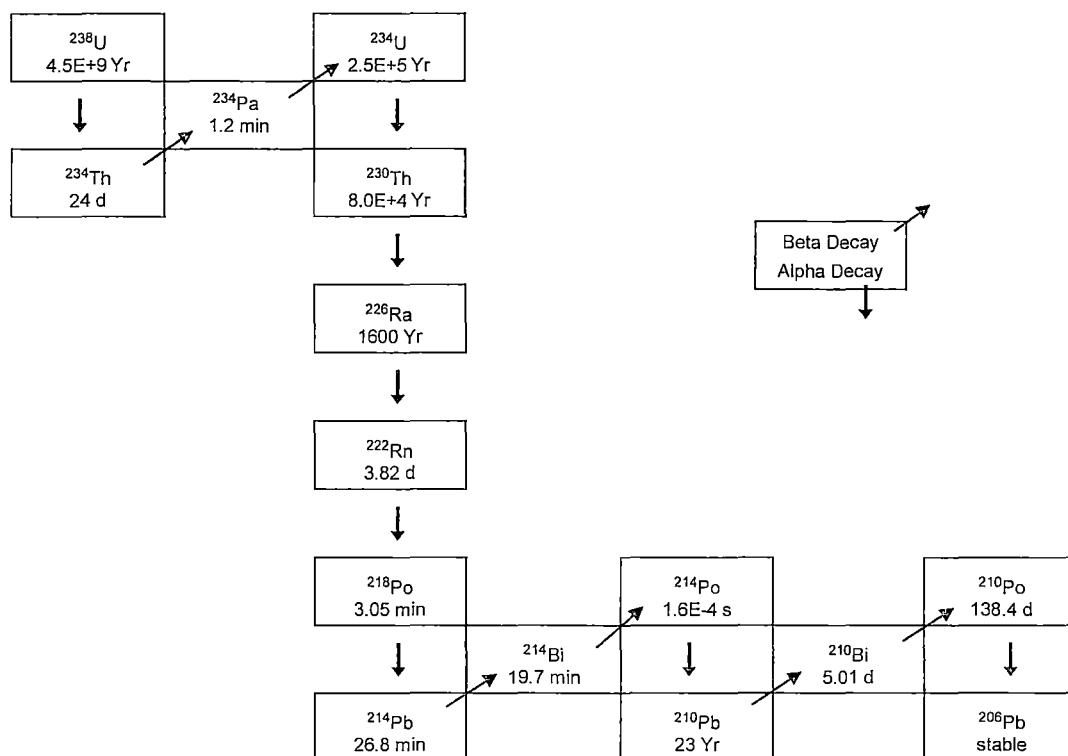 ²³⁸U
4.5E+9 Yr
²³⁴U
2.5E+5 Yr
²³⁴Pa
1.2 min
²³⁴Th
24 d
²³⁰Th
8.0E+4 Yr
Beta Decay
Alpha Decay
²²⁶Ra
1600 Yr
²²²Rn
3.82 d
²¹⁸Po
3.05 min
²¹⁴Po
1.6E-4 s
²¹⁰Po
138.4 d
²¹⁴Bi
19.7 min
²¹⁰Bi
5.01 d
²¹⁴Pb
26.8 min
²¹⁰Pb
23 Yr
²⁰⁶Pb
stable